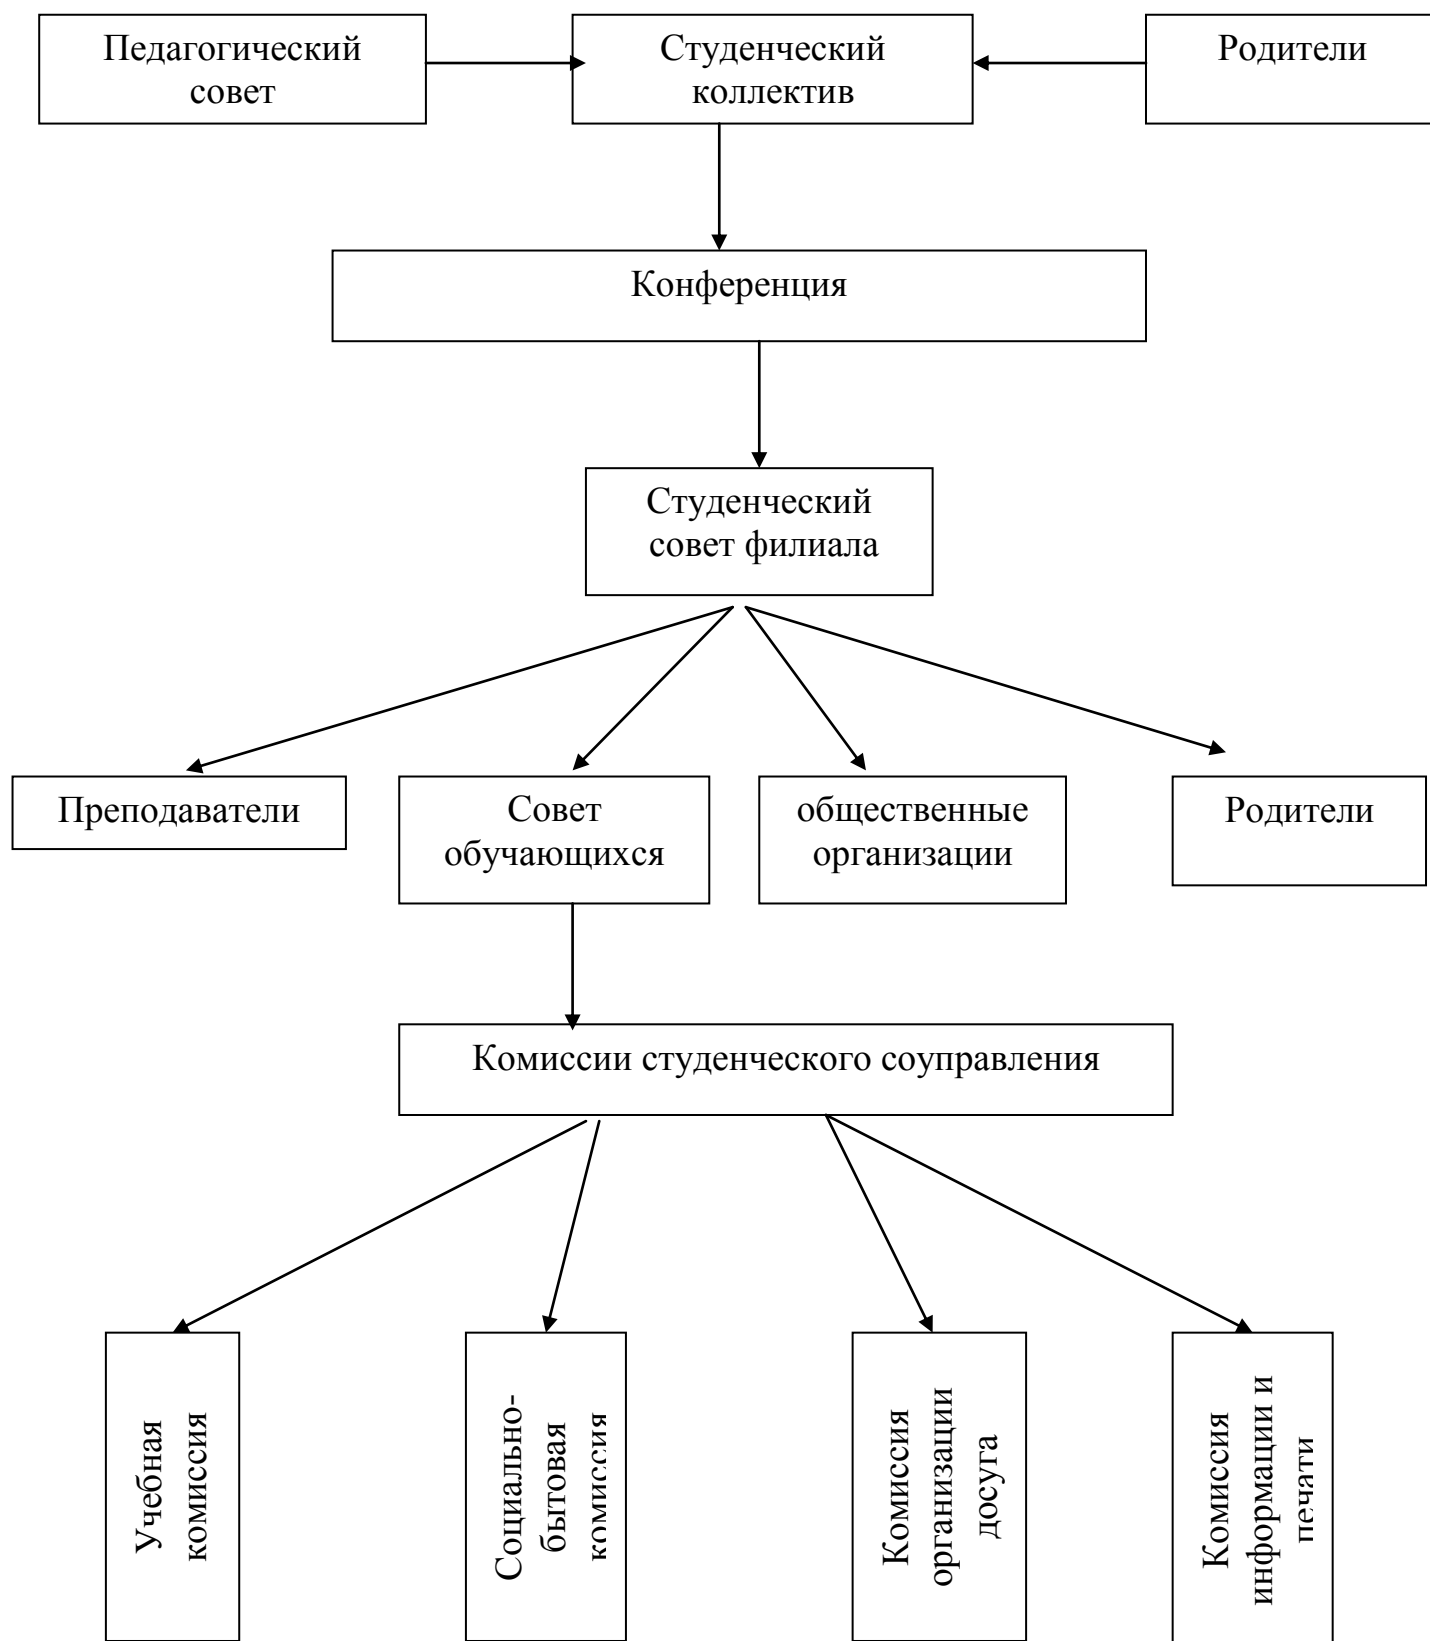 Педагогический
совет
Студенческий
коллектив
Родители
Конференция
Студенческий
совет филиала
Преподаватели
Совет
обучающихся
общественные
организации
Родители
Комиссии студенческого соуправления
Учебная
комиссия
Социально-
бытовая
комиссия
Комиссия
организации
досуга
Комиссия
информации и
печати